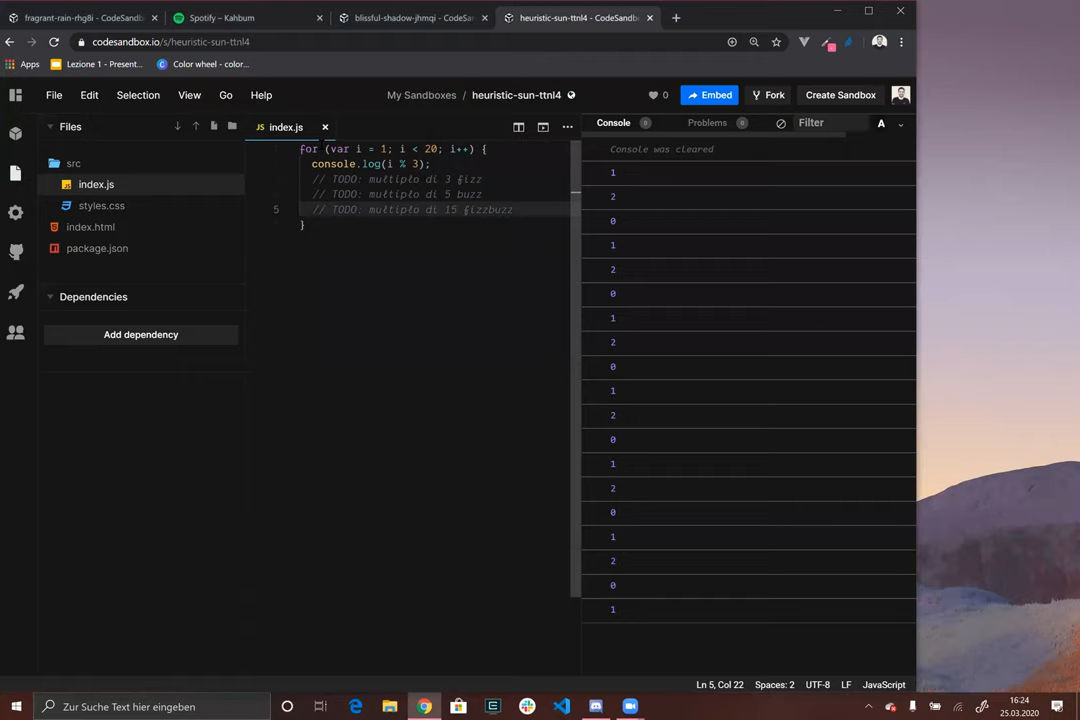 fragrant-rain-rhg8i - CodeSandb
Spotify – Kahbum
blissful-shadow-jhmqi - CodeSan
heuristic-sun-ttnl4 - CodeSandb
codesandbox.io/s/heuristic-sun-ttnl4
Apps
Lezione 1 - Present...
Color wheel - color...
File Edit Selection View Go Help
My Sandboxes / heuristic-sun-ttnl4
0
Embed
Fork
Create Sandbox
Files
index.js
Console 0
Problems 0
Filter
A
src
index.js
styles.css
index.html
package.json
Dependencies
Add dependency
for (var i = 1; i < 20; i++) {
console.log(i % 3);
// TODO: multiplo di 3 fizz
// TODO: multiplo di 5 buzz
5 // TODO: multiplo di 15 fizzbuzz
}
Console was cleared
1
2
0
1
2
0
1
2
0
1
2
0
1
2
0
1
2
0
1
Ln 5, Col 22 Spaces: 2 UTF-8 LF JavaScript
Zur Suche Text hier eingeben
16:24
25.03.2020